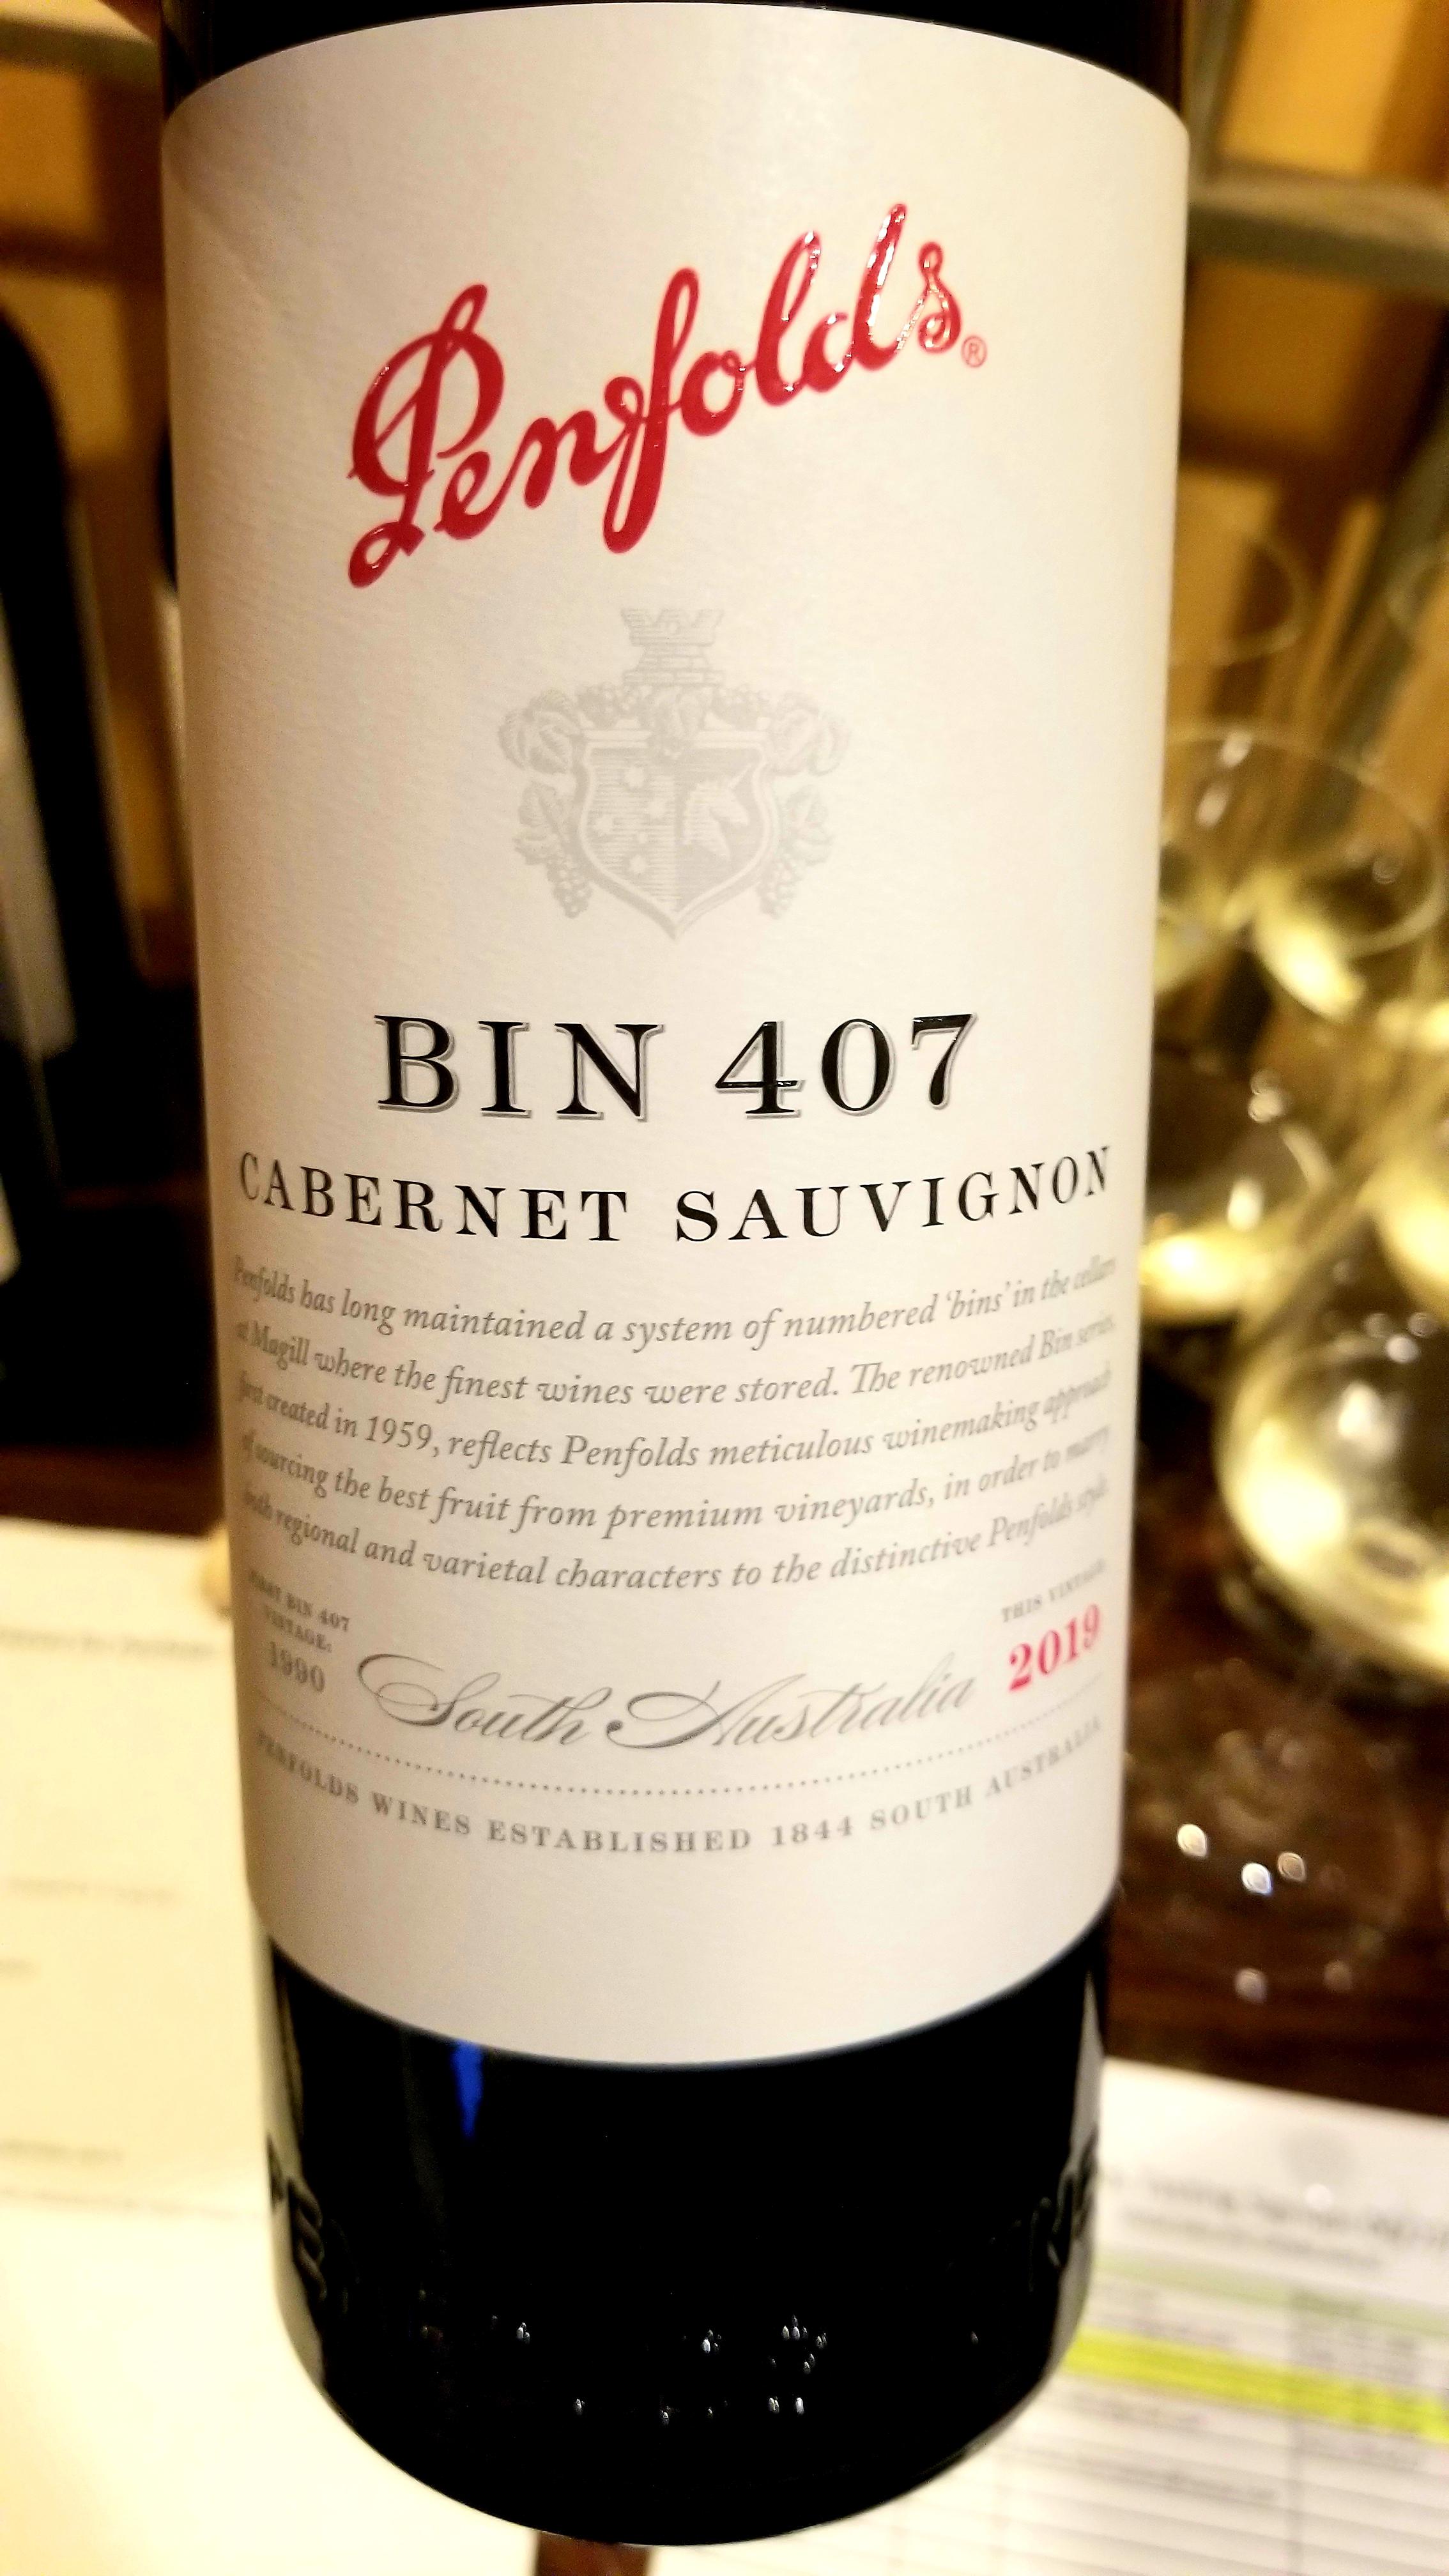 Penfolds®
BIN 407
CABERNET SAUVIGNON
Penfolds has long maintained a system of numbered 'bins' in the cellars
at Magill where the finest wines were stored. The renowned Bin series,
first created in 1959, reflects Penfolds meticulous winemaking approach
of sourcing the best fruit from premium vineyards, in order to marry
both regional and varietal characters to the distinctive Penfolds style.
FIRST BIN 407
VINTAGE:
1990
South Australia
THIS VINTAGE
2019
PENFOLDS WINES ESTABLISHED 1844 SOUTH AUSTRALIA